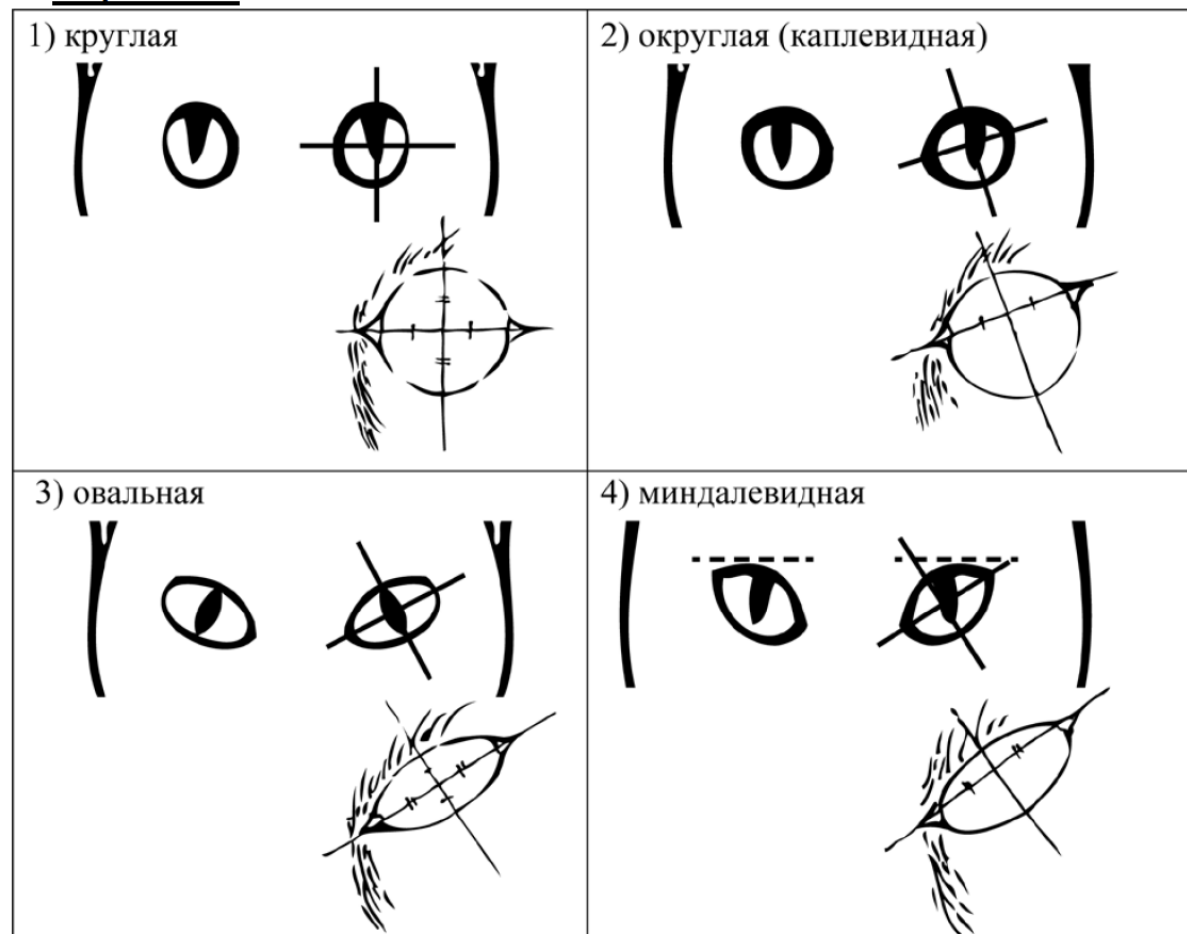 1) круглая
2) округлая (каплевидная)
3) овальная
4) миндалевидная